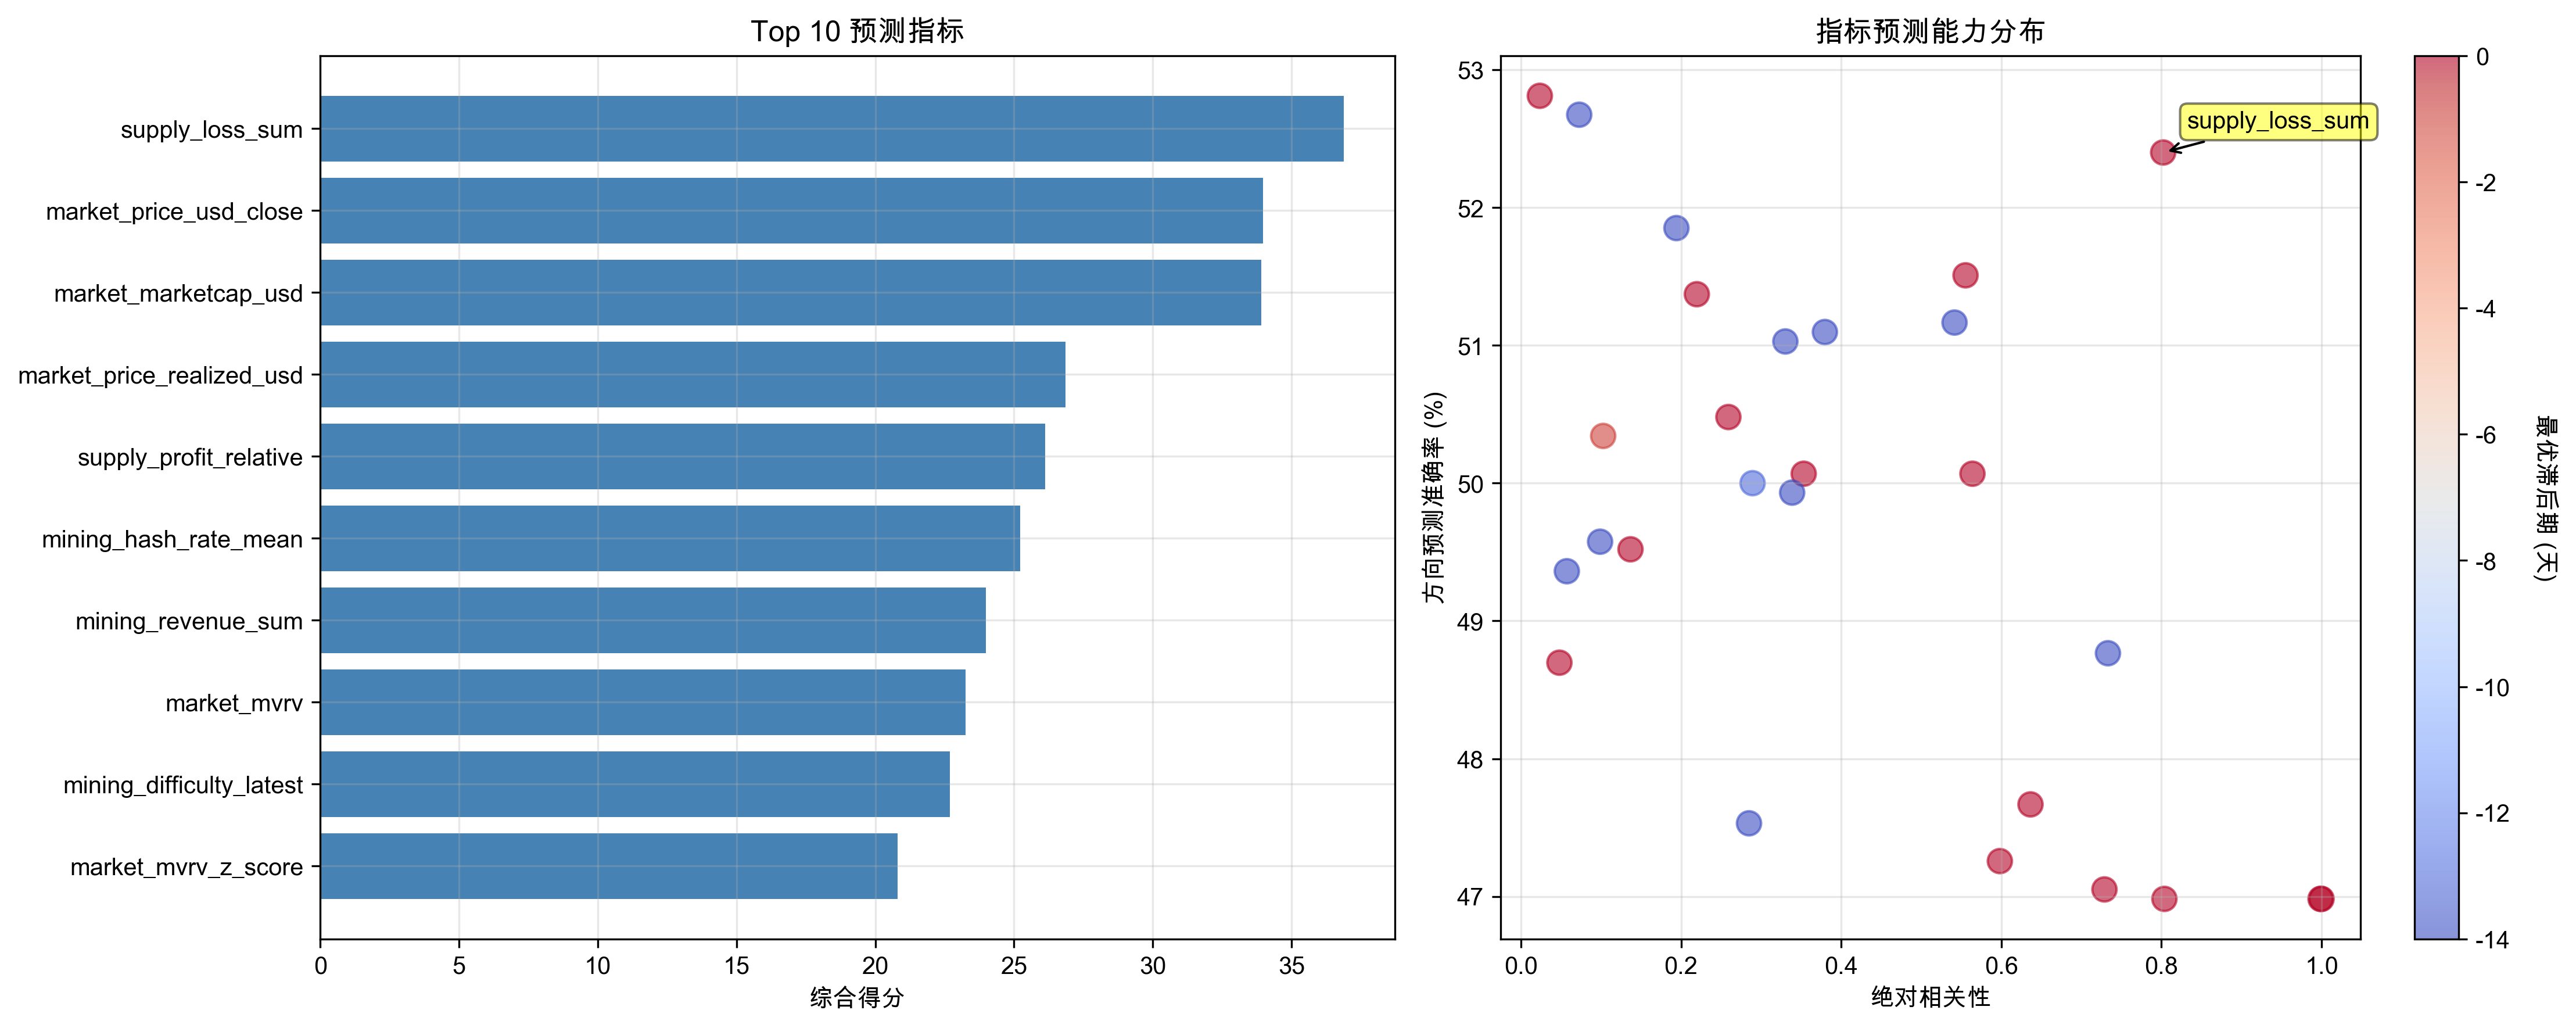 Top 10 预测指标
supply_loss_sum
market_price_usd_close
market_marketcap_usd
market_price_realized_usd
supply_profit_relative
mining_hash_rate_mean
mining_revenue_sum
market_mvrv
mining_difficulty_latest
market_mvrv_z_score
0 5 10 15 20 25 30 35
综合得分
指标预测能力分布
53
52
51
50
49
48
47
方向预测准确率 (%)
supply_loss_sum
0.0 0.2 0.4 0.6 0.8 1.0
绝对相关性
0
-2
-4
-6
-8
-10
-12
-14
最优滞后期 (天)